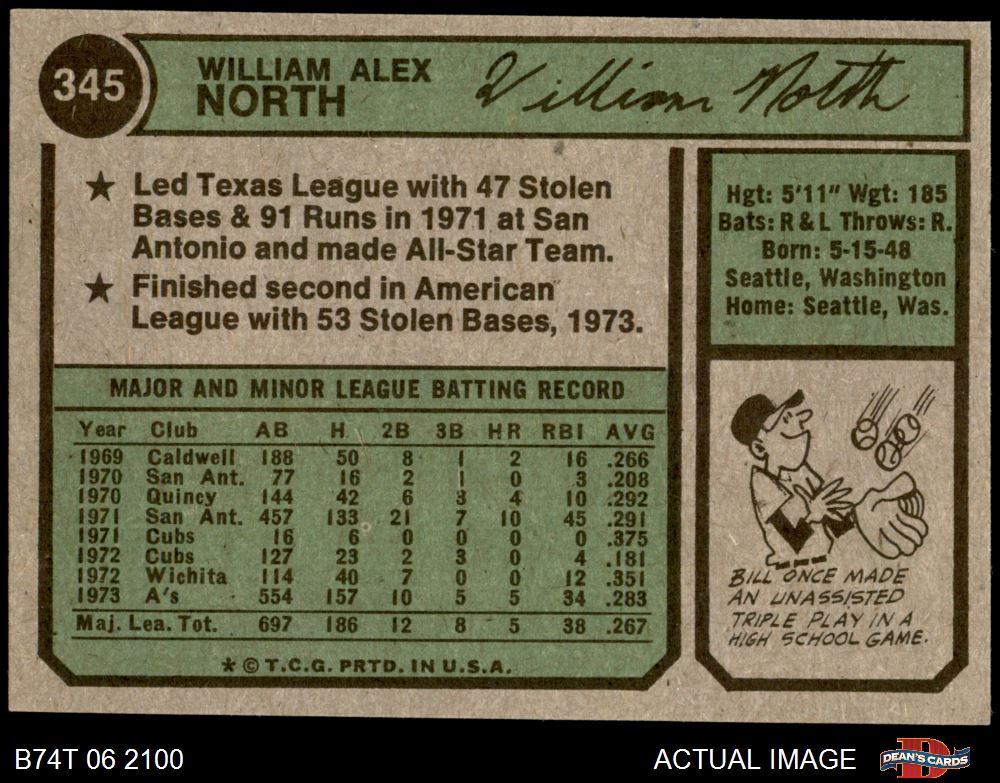 345
WILLIAM ALEX
NORTH
William North
★ Led Texas League with 47 Stolen
Bases & 91 Runs in 1971 at San
Antonio and made All-Star Team.
★ Finished second in American
League with 53 Stolen Bases, 1973.
Hgt: 5'11" Wgt: 185
Bats: R & L Throws: R.
Born: 5-15-48
Seattle, Washington
Home: Seattle, Was.
MAJOR AND MINOR LEAGUE BATTING RECORD
Year Club AB H. 2B 3B HR RBI AVG
1969 Caldwell 188 50 8 1 2 16 .266
1970 San Ant. 77 16 2 1 0 3 .208
1970 Quincy 144 42 6 3 4 10 .292
1971 San Ant. 457 133 21 7 10 45 .291
1971 Cubs 16 6 0 0 0 0 .375
1972 Cubs 127 23 2 3 0 4 .181
1972 Wichita 114 40 7 0 0 12 .351
1973 A's 554 157 10 5 5 34 .283
Maj. Lea. Tot. 697 186 12 8 5 38 .267
* © T.C.G. PRTD. IN U.S.A.
BILL ONCE MADE
AN UNASSISTED
TRIPLE PLAY IN A
HIGH SCHOOL GAME.
B74T 06 2100
ACTUAL IMAGE
D
DEAN'S CARDS